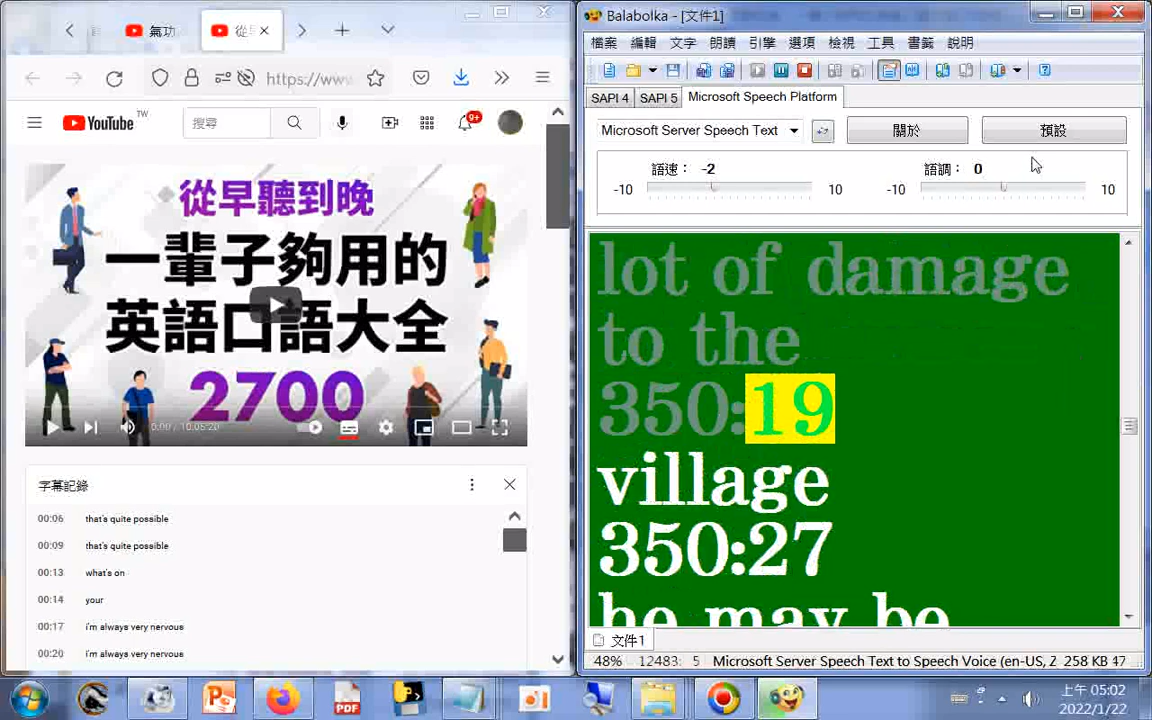 氣功
從
https://www
YouTube TW
搜尋
9+
從早聽到晚
一輩子夠用的
英語口語大全
2700
0:00 / 10:05:20
字幕記錄
00:06 that's quite possible
00:09 that's quite possible
00:13 what's on
00:14 your
00:17 i'm always very nervous
00:20 i'm always very nervous
Balabolka - [文件1]
檔案 編輯 文字 朗讀 引擎 選項 檢視 工具 書籤 說明
SAPI 4 SAPI 5 Microsoft Speech Platform
Microsoft Server Speech Text 關於 預設
語速： -2 語調： 0
-10 10 -10 10
lot of damage
to the
350:19
village
350:27
he may be
文件1
48% 12483: 5 Microsoft Server Speech Text to Speech Voice (en-US, Z 258 KB 47
PDF
上午 05:02
2022/1/22